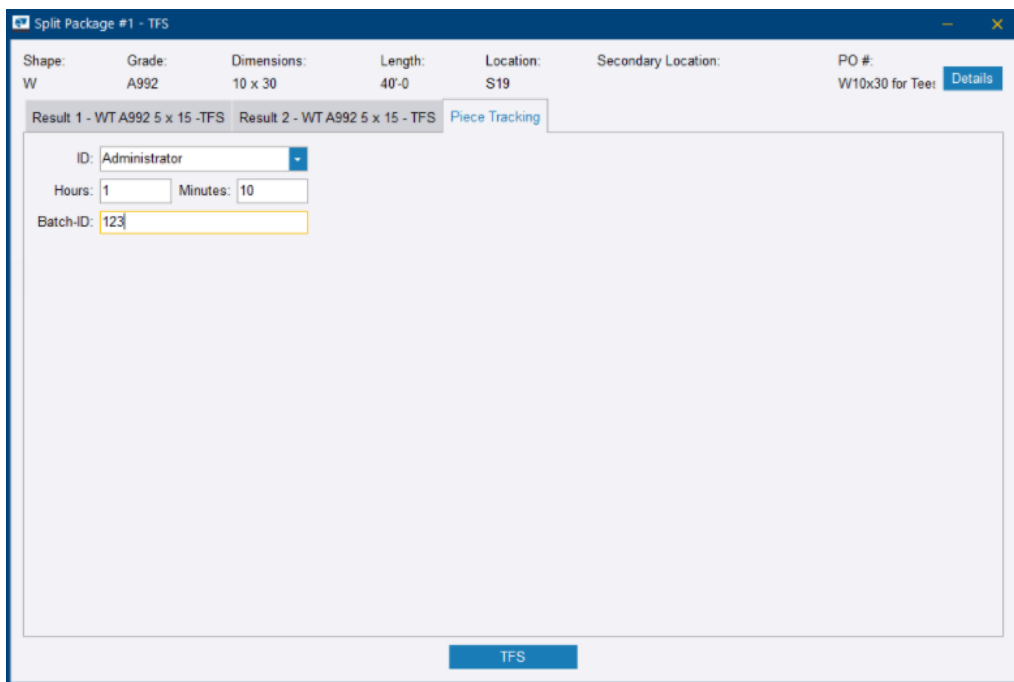 Split Package #1 - TFS
Shape: Grade: Dimensions: Length: Location: Secondary Location: PO #:
W A992 10 x 30 40'-0 S19 W10x30 for Tees Details
Result 1 - WT A992 5 x 15 -TFS Result 2 - WT A992 5 x 15 - TFS Piece Tracking
ID: Administrator
Hours: 1 Minutes: 10
Batch-ID: 123
TFS